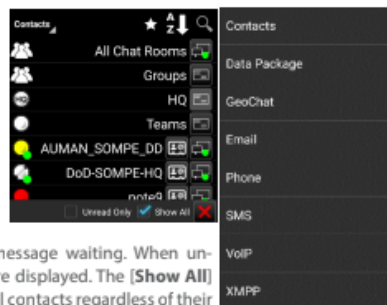 Contacts
All Chat Rooms
Groups
HQ
Teams
AUMAN_SOMPE_DD
DoD-SOMPE-HQ
note9
Unread Only Show All
Contacts
Data Package
GeoChat
Email
Phone
SMS
VoIP
XMPP
message waiting. When un-
e displayed. The [Show All]
l contacts regardless of their